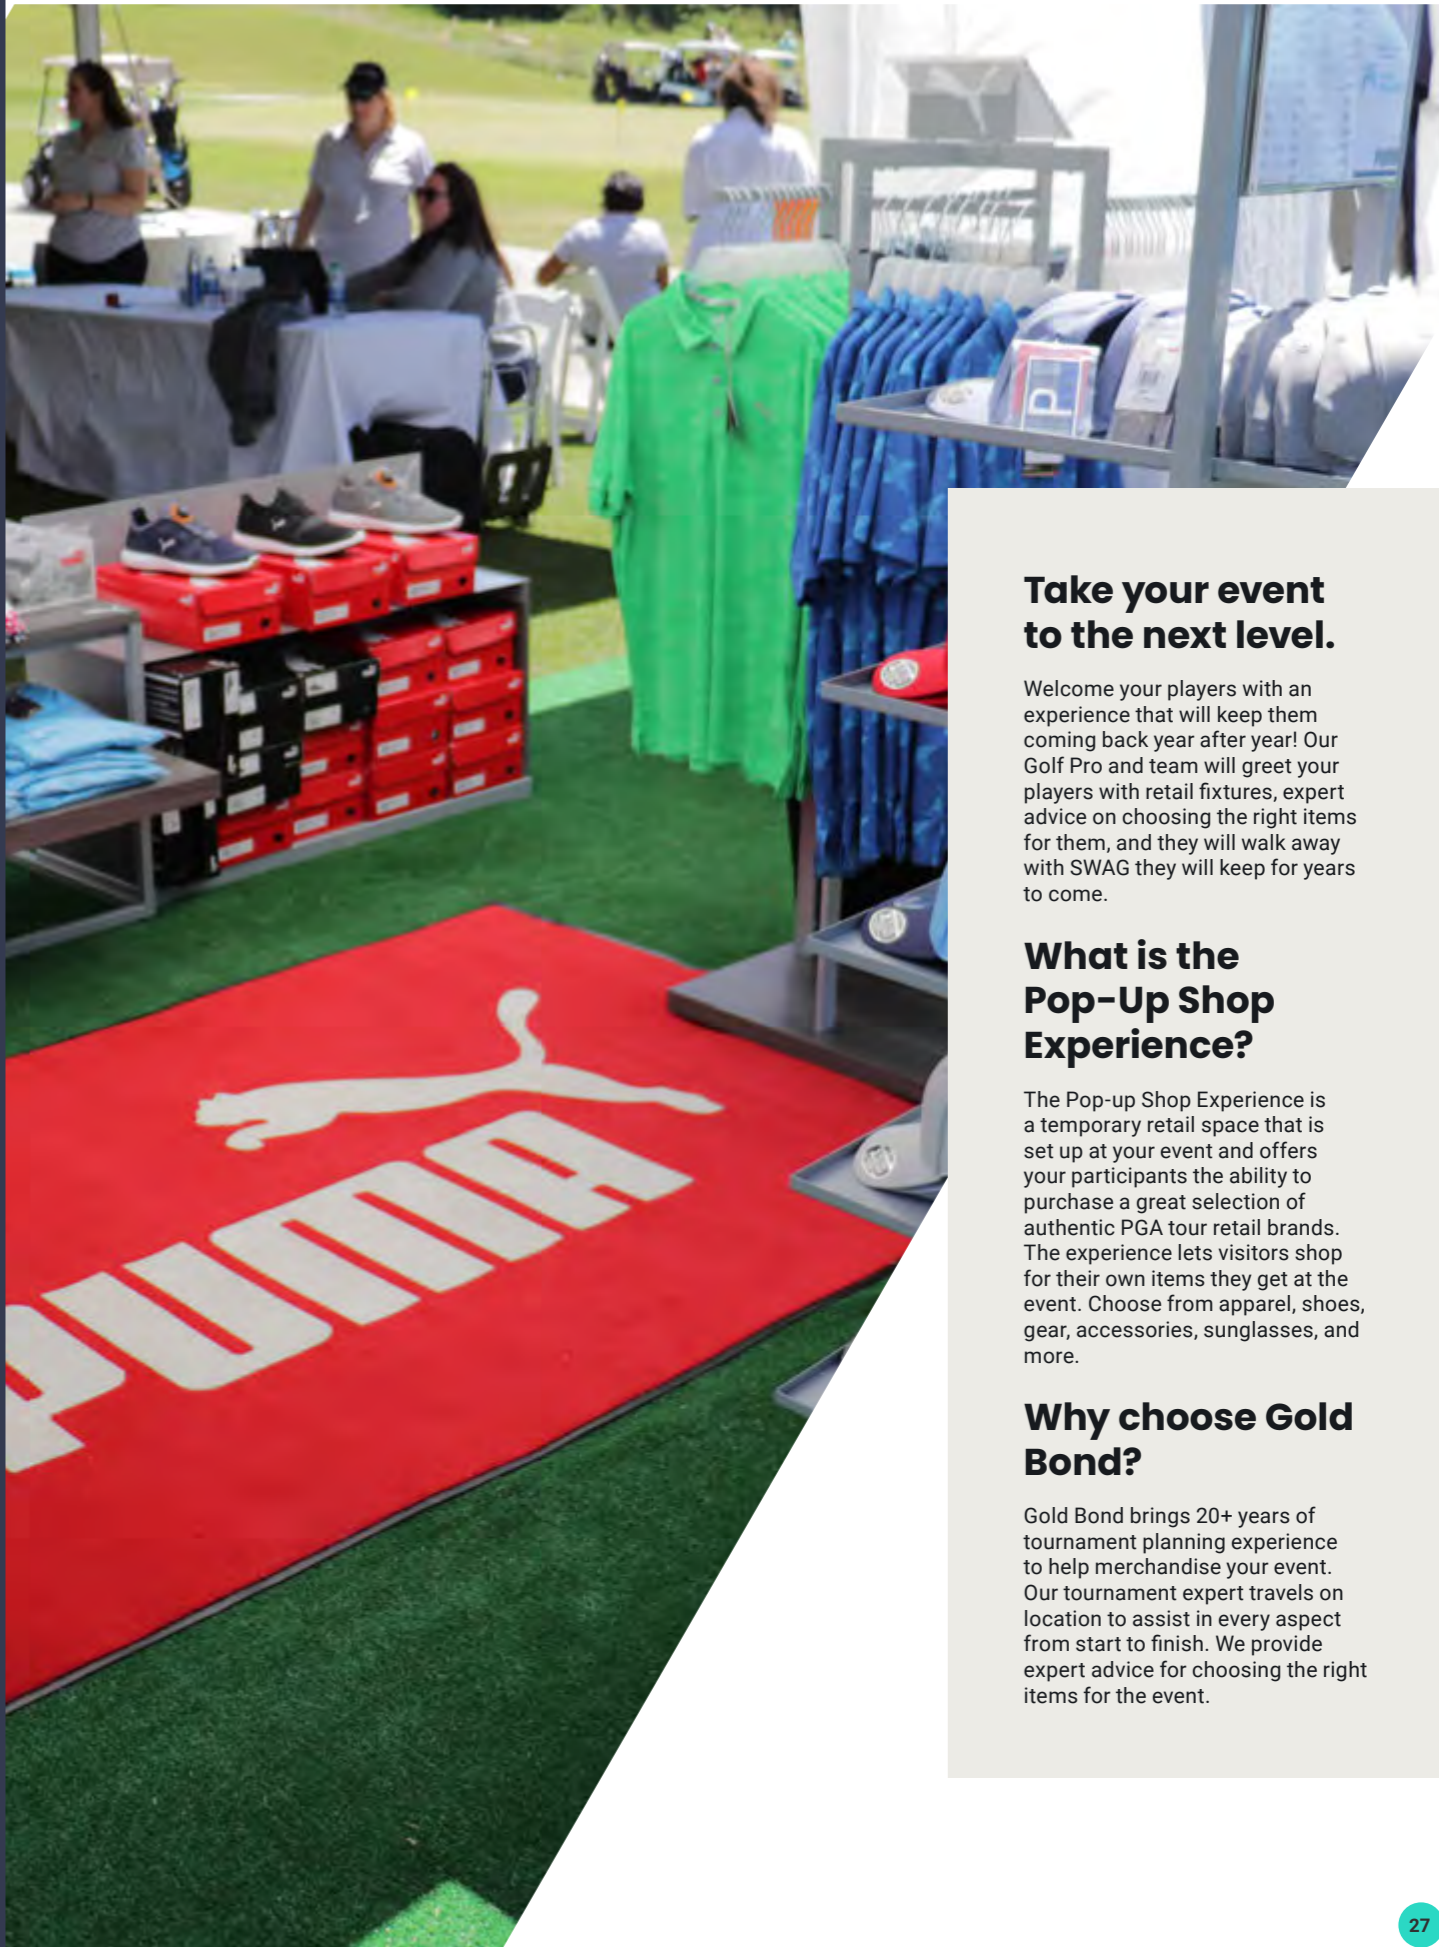 PUMA
Take your event
to the next level.
Welcome your players with an
experience that will keep them
coming back year after year! Our
Golf Pro and team will greet your
players with retail fixtures, expert
advice on choosing the right items
for them, and they will walk away
with SWAG they will keep for years
to come.
What is the
Pop-Up Shop
Experience?
The Pop-up Shop Experience is
a temporary retail space that is
set up at your event and offers
your participants the ability to
purchase a great selection of
authentic PGA tour retail brands.
The experience lets visitors shop
for their own items they get at the
event. Choose from apparel, shoes,
gear, accessories, sunglasses, and
more.
Why choose Gold
Bond?
Gold Bond brings 20+ years of
tournament planning experience
to help merchandise your event.
Our tournament expert travels on
location to assist in every aspect
from start to finish. We provide
expert advice for choosing the right
items for the event.
27